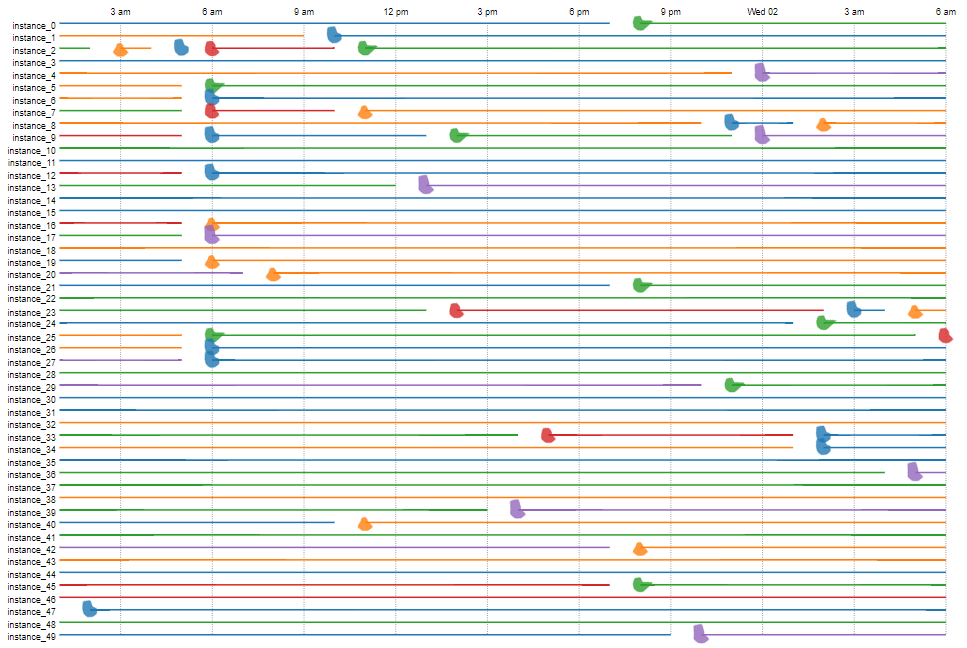 3 am 6 am 9 am 12 pm 3 pm 6 pm 9 pm Wed 02 3 am 6 am
instance_0
instance_1
instance_2
instance_3
instance_4
instance_5
instance_6
instance_7
instance_8
instance_9
instance_10
instance_11
instance_12
instance_13
instance_14
instance_15
instance_16
instance_17
instance_18
instance_19
instance_20
instance_21
instance_22
instance_23
instance_24
instance_25
instance_26
instance_27
instance_28
instance_29
instance_30
instance_31
instance_32
instance_33
instance_34
instance_35
instance_36
instance_37
instance_38
instance_39
instance_40
instance_41
instance_42
instance_43
instance_44
instance_45
instance_46
instance_47
instance_48
instance_49